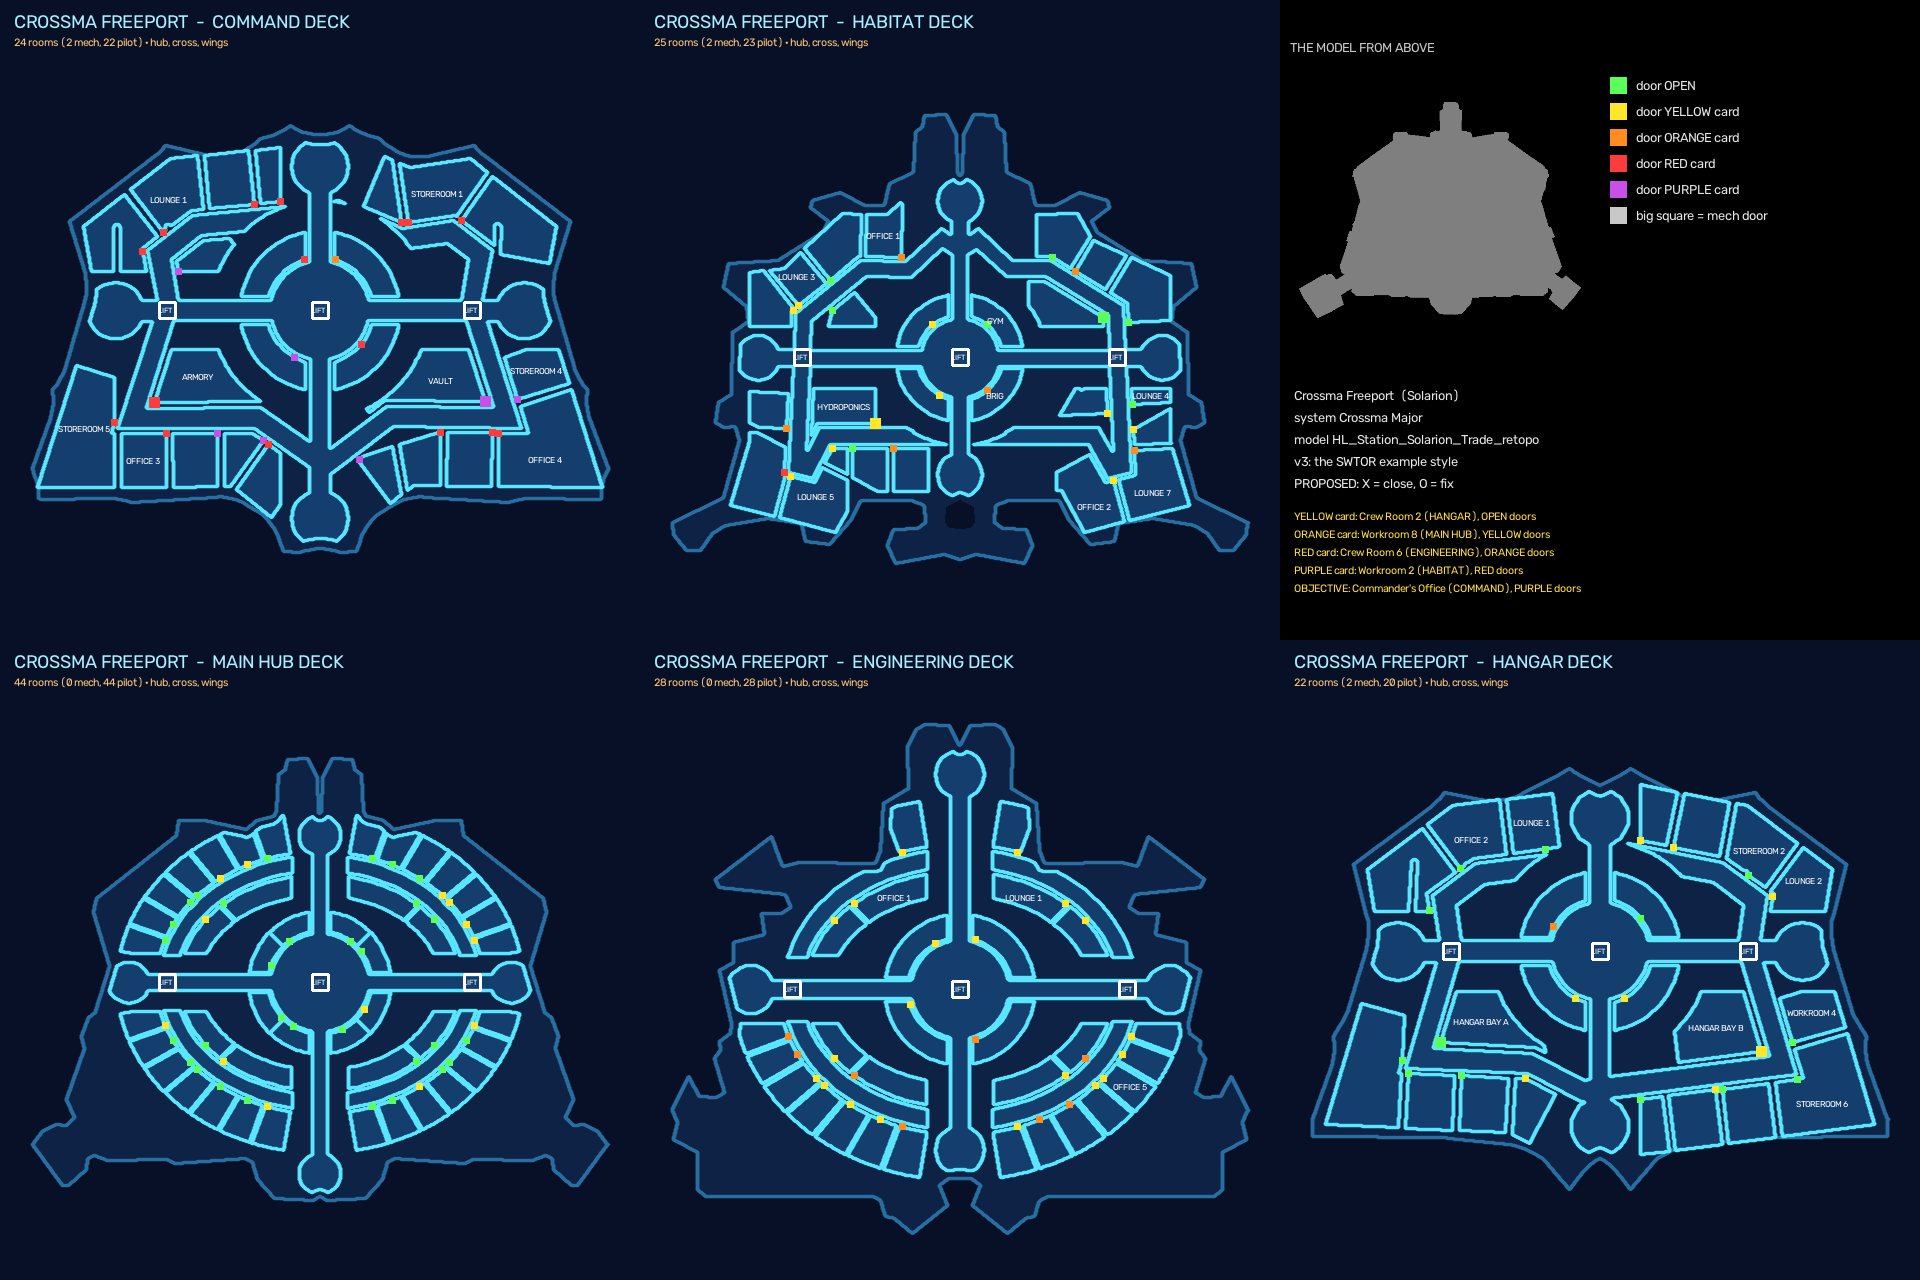 CROSSMA FREEPORT - COMMAND DECK
24 rooms (2 mech, 22 pilot) • hub, cross, wings
LOUNGE 1
STOREROOM 1
LIFT
LIFT
LIFT
ARMORY
VAULT
STOREROOM 4
STOREROOM 5
OFFICE 3
OFFICE 4
CROSSMA FREEPORT - HABITAT DECK
25 rooms (2 mech, 23 pilot) • hub, cross, wings
OFFICE 1
LOUNGE 3
GYM
LIFT
LIFT
LIFT
BRIG
LOUNGE 4
HYDROPONICS
LOUNGE 5
LOUNGE 7
OFFICE 2
THE MODEL FROM ABOVE
door OPEN
door YELLOW card
door ORANGE card
door RED card
door PURPLE card
big square = mech door
Crossma Freeport (Solarion)
system Crossma Major
model HL_Station_Solarion_Trade_retopo
v3: the SWTOR example style
PROPOSED: X = close, O = fix
YELLOW card: Crew Room 2 (HANGAR), OPEN doors
ORANGE card: Workroom 8 (MAIN HUB), YELLOW doors
RED card: Crew Room 6 (ENGINEERING), ORANGE doors
PURPLE card: Workroom 2 (HABITAT), RED doors
OBJECTIVE: Commander's Office (COMMAND), PURPLE doors
CROSSMA FREEPORT - MAIN HUB DECK
44 rooms (0 mech, 44 pilot) • hub, cross, wings
LIFT
LIFT
LIFT
CROSSMA FREEPORT - ENGINEERING DECK
28 rooms (0 mech, 28 pilot) • hub, cross, wings
OFFICE 1
LOUNGE 1
LIFT
LIFT
LIFT
OFFICE 5
CROSSMA FREEPORT - HANGAR DECK
22 rooms (2 mech, 20 pilot) • hub, cross, wings
LOUNGE 1
OFFICE 2
STOREROOM 2
LOUNGE 2
LIFT
LIFT
LIFT
WORKROOM 4
HANGAR BAY A
HANGAR BAY B
STOREROOM 6